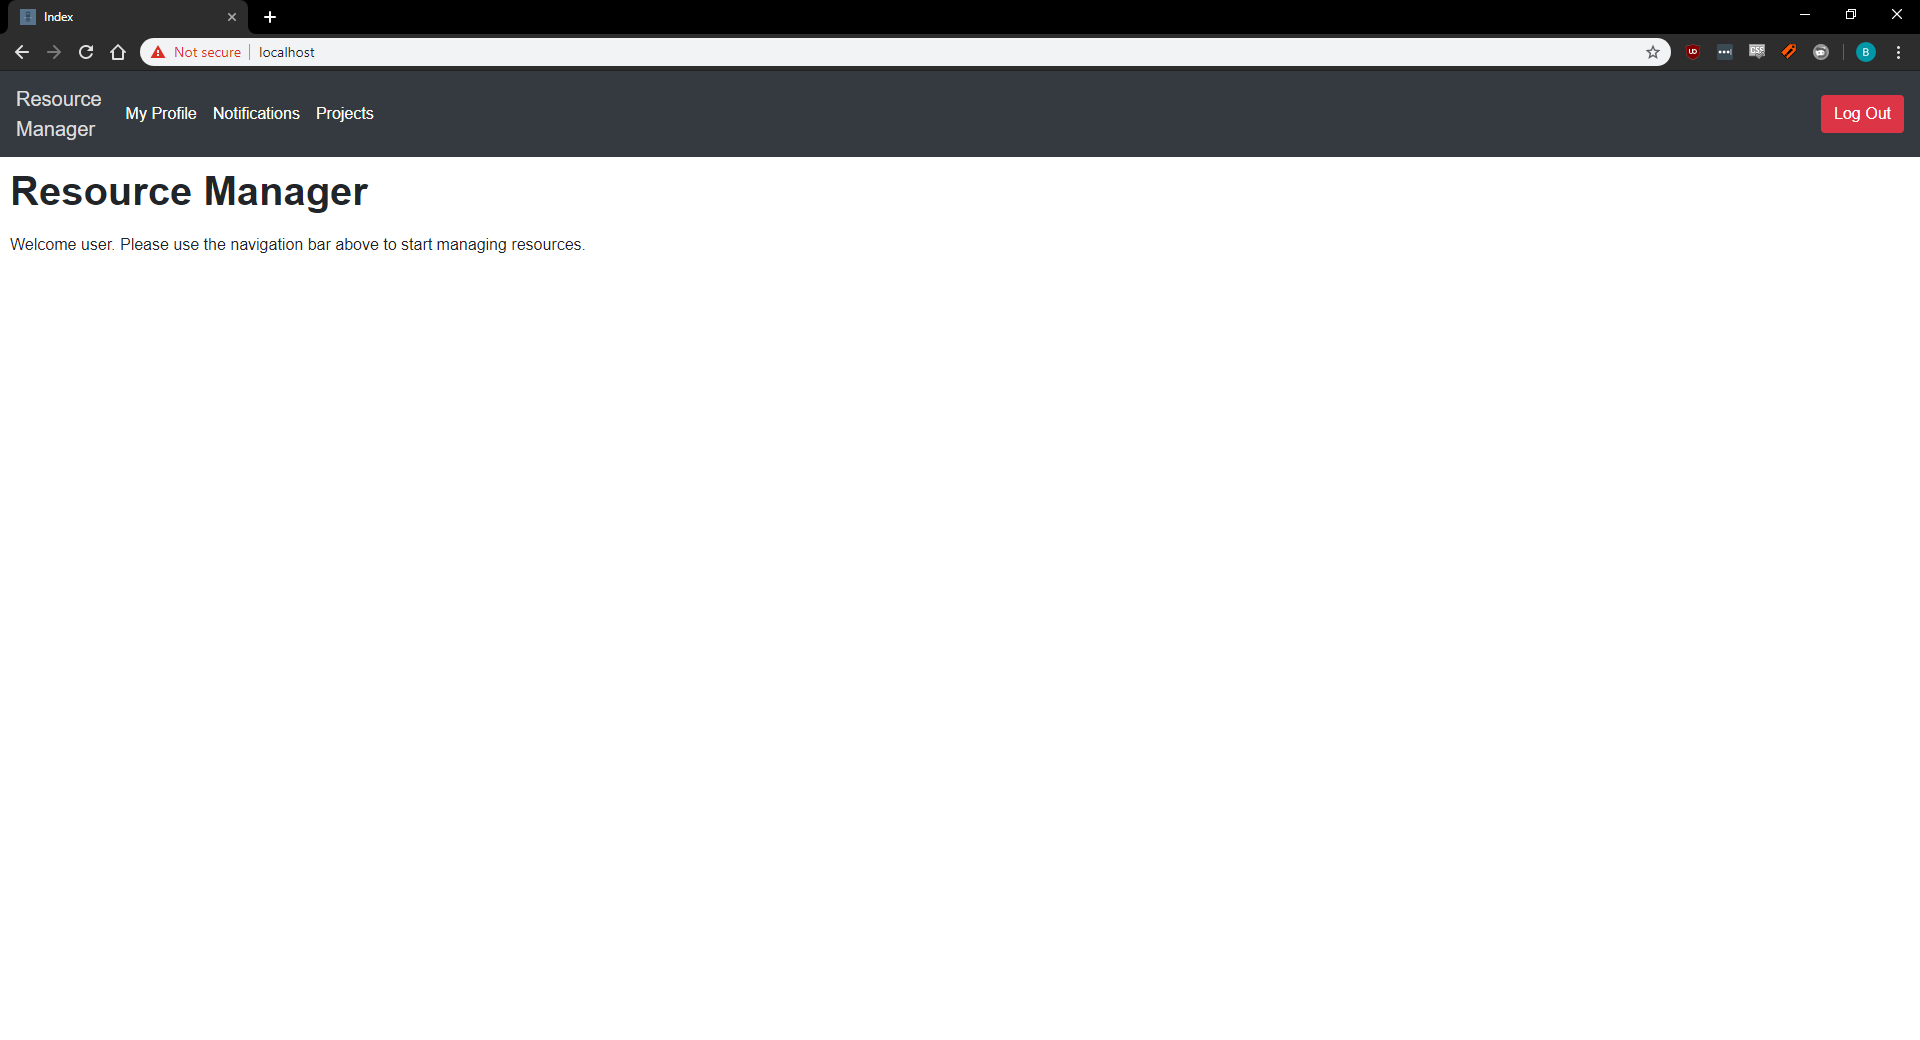 Index
Not secure localhost
Resource
Manager
My Profile Notifications Projects
Log Out
Resource Manager
Welcome user. Please use the navigation bar above to start managing resources.
B